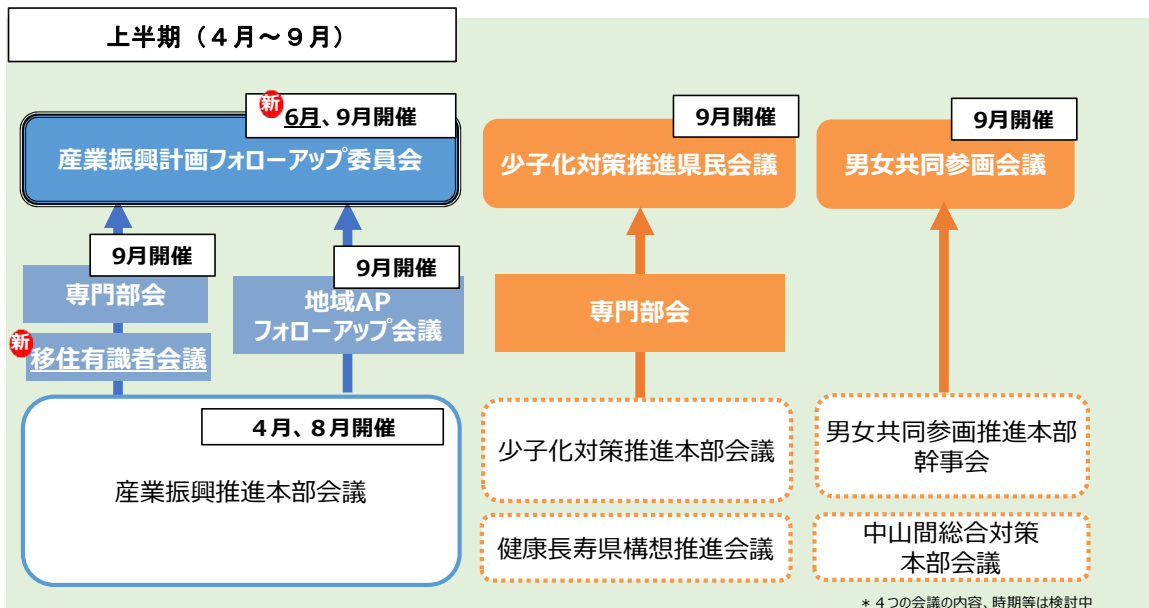 上半期（４月～９月）
新
6月、9月開催
産業振興計画フォローアップ委員会
9月開催
少子化対策推進県民会議
9月開催
男女共同参画会議
9月開催
専門部会
新
移住有識者会議
9月開催
地域AP
フォローアップ会議
専門部会
４月、８月開催
産業振興推進本部会議
少子化対策推進本部会議
健康長寿県構想推進会議
男女共同参画推進本部
幹事会
中山間総合対策
本部会議
＊４つの会議の内容、時期等は検討中